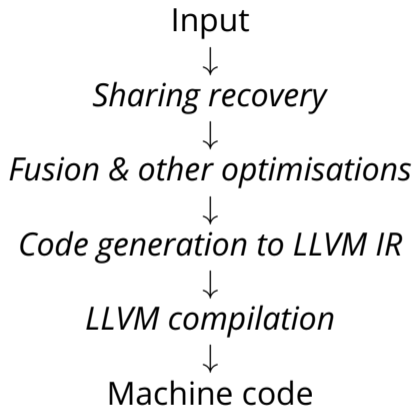 Input
↓
Sharing recovery
↓
Fusion & other optimisations
↓
Code generation to LLVM IR
↓
LLVM compilation
↓
Machine code